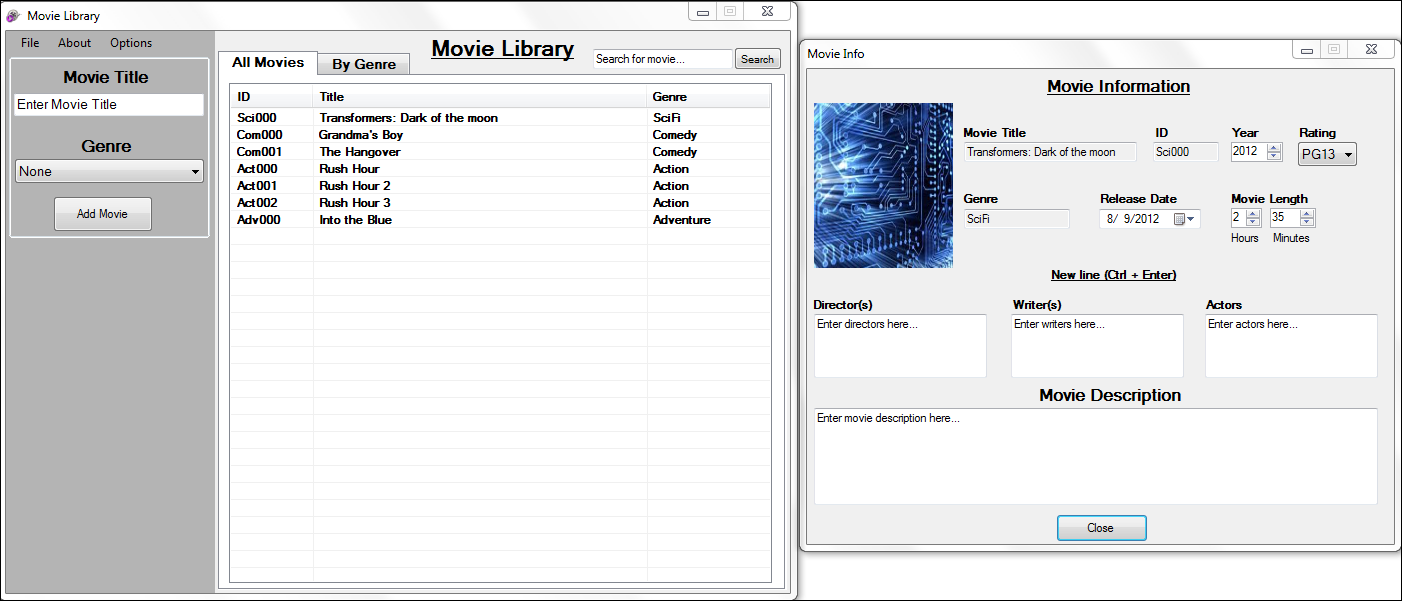 Movie Library
File About Options
Movie Title
Enter Movie Title
Genre
None
Add Movie
Movie Library
All Movies By Genre
Search for movie... Search
ID Title Genre
Sci000 Transformers: Dark of the moon SciFi
Com000 Grandma's Boy Comedy
Com001 The Hangover Comedy
Act000 Rush Hour Action
Act001 Rush Hour 2 Action
Act002 Rush Hour 3 Action
Adv000 Into the Blue Adventure
Movie Info
Movie Information
Movie Title ID Year Rating
Transformers: Dark of the moon Sci000 2012 PG13
Genre Release Date Movie Length
SciFi 8/ 9/2012 2 35
Hours Minutes
New line (Ctrl + Enter)
Director(s) Writer(s) Actors
Enter directors here... Enter writers here... Enter actors here...
Movie Description
Enter movie description here...
Close